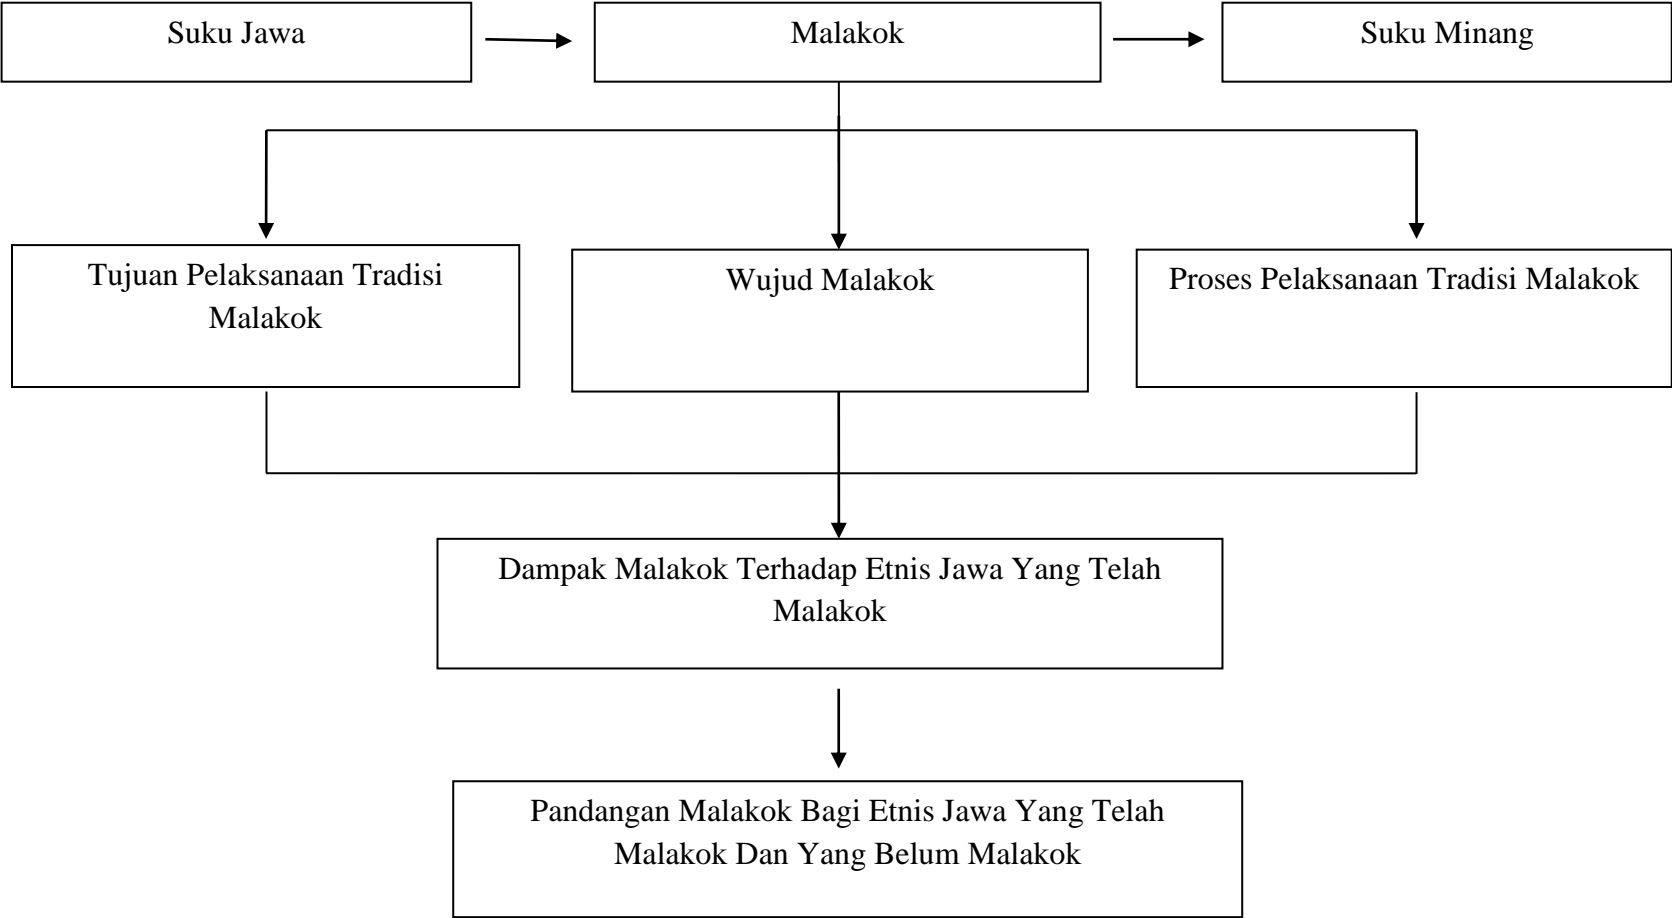 Suku Jawa
Malakok
Suku Minang
Tujuan Pelaksanaan Tradisi
Malakok
Wujud Malakok
Proses Pelaksanaan Tradisi Malakok
Dampak Malakok Terhadap Etnis Jawa Yang Telah
Malakok
Pandangan Malakok Bagi Etnis Jawa Yang Telah
Malakok Dan Yang Belum Malakok